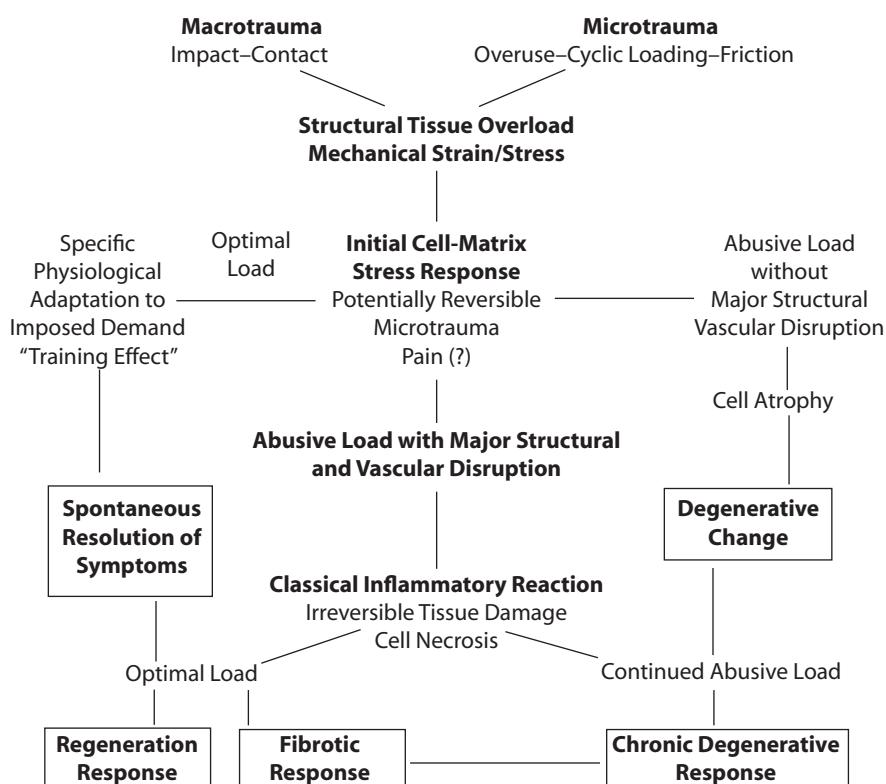 Macrotrauma
Impact–Contact
Microtrauma
Overuse–Cyclic Loading–Friction
Structural Tissue Overload
Mechanical Strain/Stress
Specific
Physiological
Adaptation to
Imposed Demand
“Training Effect”
Optimal
Load
Initial Cell-Matrix
Stress Response
Potentially Reversible
Microtrauma
Pain (?)
Abusive Load
without
Major Structural
Vascular Disruption
Cell Atrophy
Abusive Load with Major Structural
and Vascular Disruption
Spontaneous
Resolution of
Symptoms
Degenerative
Change
Classical Inflammatory Reaction
Irreversible Tissue Damage
Cell Necrosis
Optimal Load
Continued Abusive Load
Regeneration
Response
Fibrotic
Response
Chronic Degenerative
Response